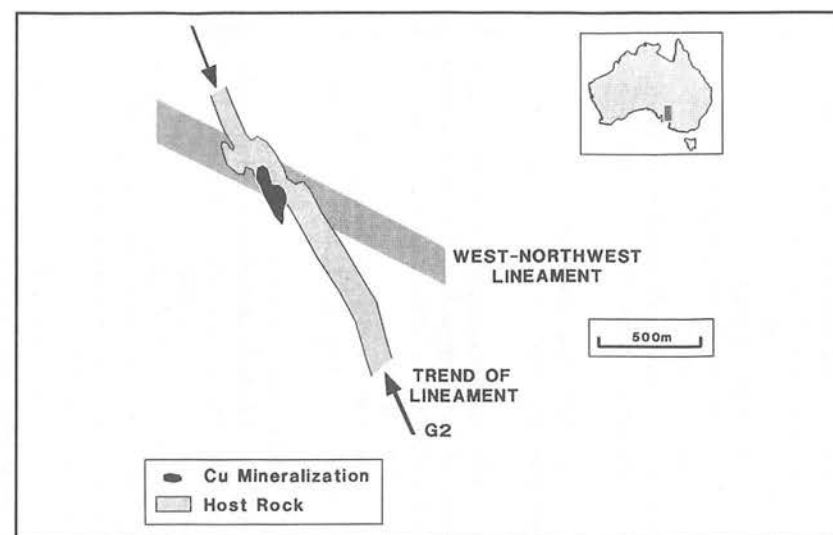 WEST-NORTHWEST
LINEAMENT
500m
TREND OF
LINEAMENT
G2
Cu Mineralization
Host Rock